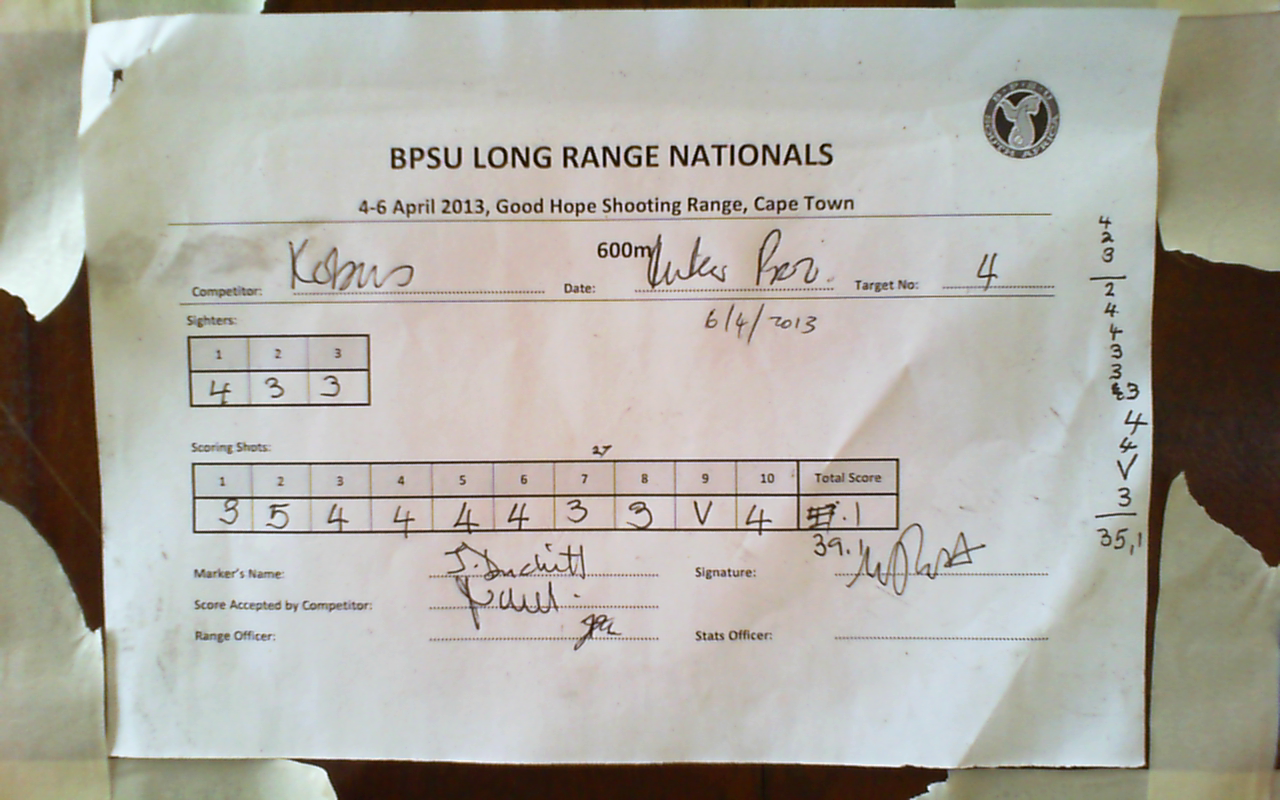 B·P·S·U
SOUTH AFRICA
BPSU LONG RANGE NATIONALS
4-6 April 2013, Good Hope Shooting Range, Cape Town
600m
Competitor: Kobus Date: Target No: 4
6/4/2013
Sighters:
1 2 3
4 3 3
Scoring Shots: 27
1 2 3 4 5 6 7 8 9 10 Total Score
3 5 4 4 4 4 3 3 V 4 .1
39.1
Marker's Name: Signature:
Score Accepted by Competitor:
Range Officer: Stats Officer:
4
2
3
2
4
4
3
3
3
4
4
V
3
35,1